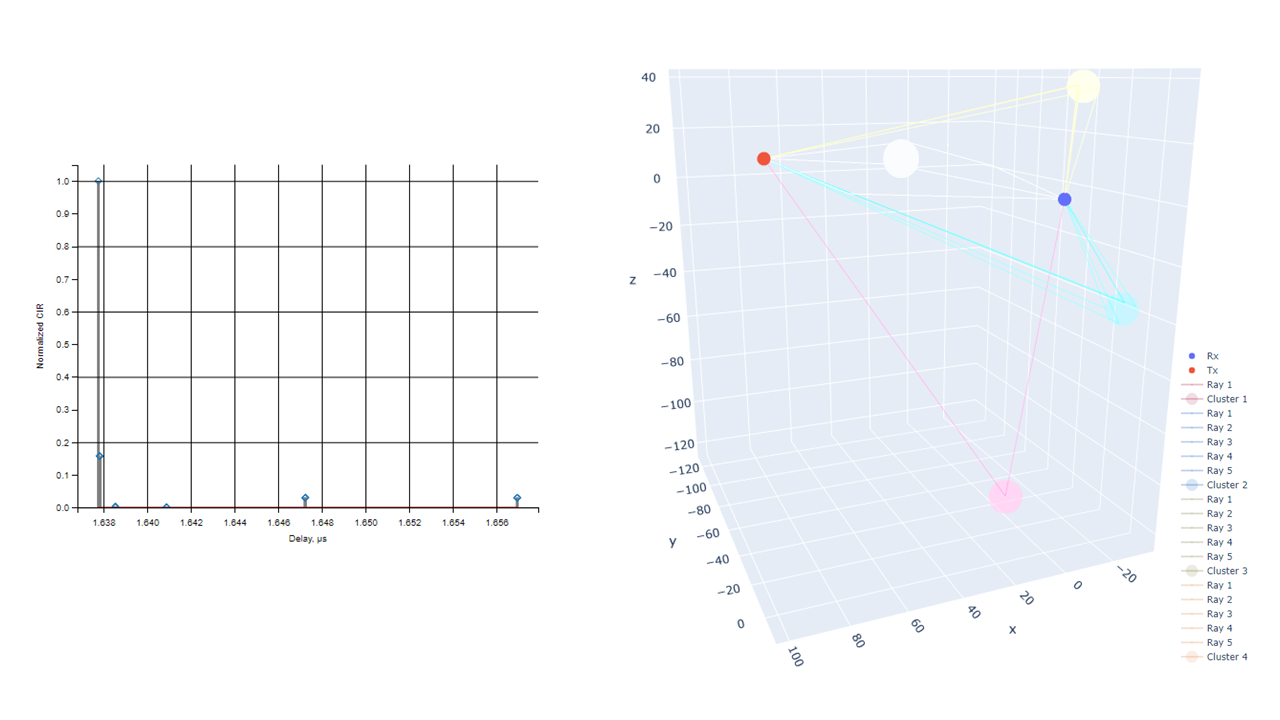 1.0
0.9
0.8
0.7
0.6
0.5
0.4
0.3
0.2
0.1
0.0
Normalized CIR
1.638 1.640 1.642 1.644 1.646 1.648 1.650 1.652 1.654 1.656
Delay, μs
40
20
0
−20
−40
−60
−80
−100
−120
z
−120
−100
−80
−60
−40
−20
0
y
100
80
60
40
20
0
−20
x
Rx
Tx
Ray 1
Cluster 1
Ray 1
Ray 2
Ray 3
Ray 4
Ray 5
Cluster 2
Ray 1
Ray 2
Ray 3
Ray 4
Ray 5
Cluster 3
Ray 1
Ray 2
Ray 3
Ray 4
Ray 5
Cluster 4